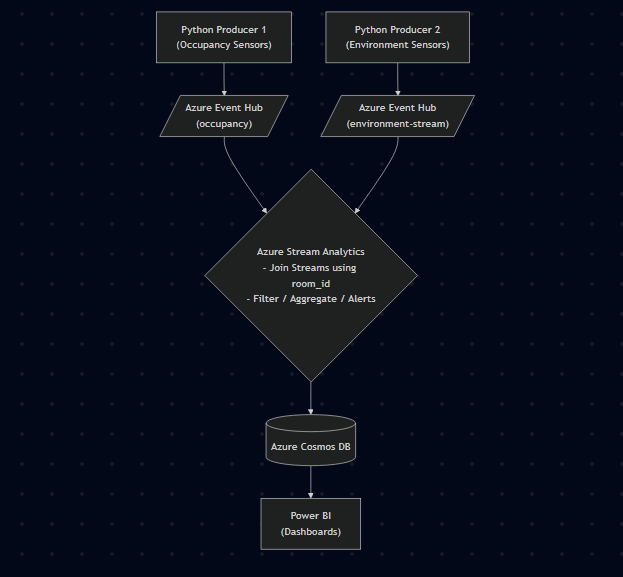 Python Producer 1
(Occupancy Sensors)
Python Producer 2
(Environment Sensors)
Azure Event Hub
(occupancy)
Azure Event Hub
(environment-stream)
Azure Stream Analytics
- Join Streams using
room_id
- Filter / Aggregate / Alerts
Azure Cosmos DB
Power BI
(Dashboards)